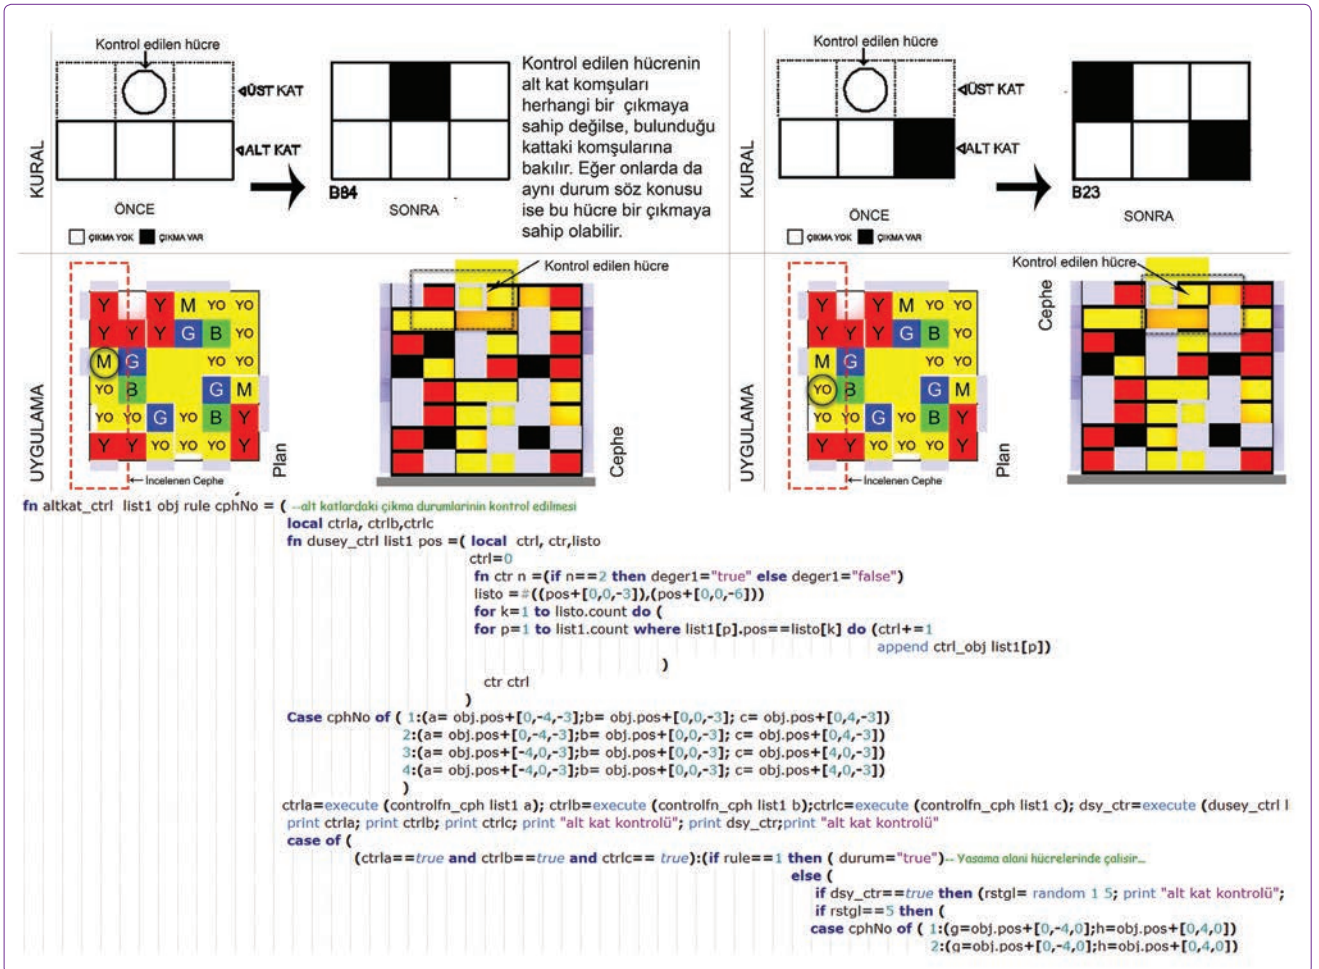 KURAL
Kontrol edilen hücre
ÜST KAT
ALT KAT
ÖNCE
B84
SONRA
ÇIKMA YOK ÇIKMA VAR
Kontrol edilen hücrenin
alt kat komşuları
herhangi bir çıkmaya
sahip değilse, bulunduğu
kattaki komşularına
bakılır. Eğer onlarda da
aynı durum söz konusu
ise bu hücre bir çıkmaya
sahip olabilir.
KURAL
Kontrol edilen hücre
ÜST KAT
ALT KAT
ÖNCE
B23
SONRA
ÇIKMA YOK ÇIKMA VAR
UYGULAMA
Y Y M YO YO
Y Y Y G B YO
M G YO YO
YO B G M
YO YO G YO B Y
Y Y YO YO YO Y
Plan
← İncelenen Cephe
Kontrol edilen hücre
Cephe
UYGULAMA
Y Y M YO YO
Y Y Y G B YO
M G YO YO
YO B G M
YO YO G YO B Y
Y Y YO YO YO Y
Plan
← İncelenen Cephe
Kontrol edilen hücre
Cephe
Cephe
fn altkat_ctrl list1 obj rule cphNo = ( --alt katlardaki çikma durumlarinin kontrol edilmesi
local ctrla, ctrlb,ctrlc
fn dusey_ctrl list1 pos =( local ctrl, ctr,listo
ctrl=0
fn ctr n =(if n==2 then deger1="true" else deger1="false")
listo =#((pos+[0,0,-3]),(pos+[0,0,-6]))
for k=1 to listo.count do (
for p=1 to list1.count where list1[p].pos==listo[k] do (ctrl+=1
append ctrl_obj list1[p])
)
ctr ctrl
)
Case cphNo of ( 1:(a= obj.pos+[0,-4,-3];b= obj.pos+[0,0,-3]; c= obj.pos+[0,4,-3])
2:(a= obj.pos+[0,-4,-3];b= obj.pos+[0,0,-3]; c= obj.pos+[0,4,-3])
3:(a= obj.pos+[-4,0,-3];b= obj.pos+[0,0,-3]; c= obj.pos+[4,0,-3])
4:(a= obj.pos+[-4,0,-3];b= obj.pos+[0,0,-3]; c= obj.pos+[4,0,-3])
)
ctrla=execute (controlfn_cph list1 a); ctrlb=execute (controlfn_cph list1 b);ctrlc=execute (controlfn_cph list1 c); dsy_ctr=execute (dusey_ctrl l
print ctrla; print ctrlb; print ctrlc; print "alt kat kontrolü"; print dsy_ctr;print "alt kat kontrolü"
case of (
(ctrla==true and ctrlb==true and ctrlc== true):(if rule==1 then ( durum="true")-- Yasama alani hücrelerinde çalisir...
else (
if dsy_ctr==true then (rstgl= random 1 5; print "alt kat kontrolü";
if rstgl==5 then (
case cphNo of ( 1:(g=obj.pos+[0,-4,0];h=obj.pos+[0,4,0])
2:(g=obj.pos+[0,-4,0];h=obj.pos+[0,4,0])